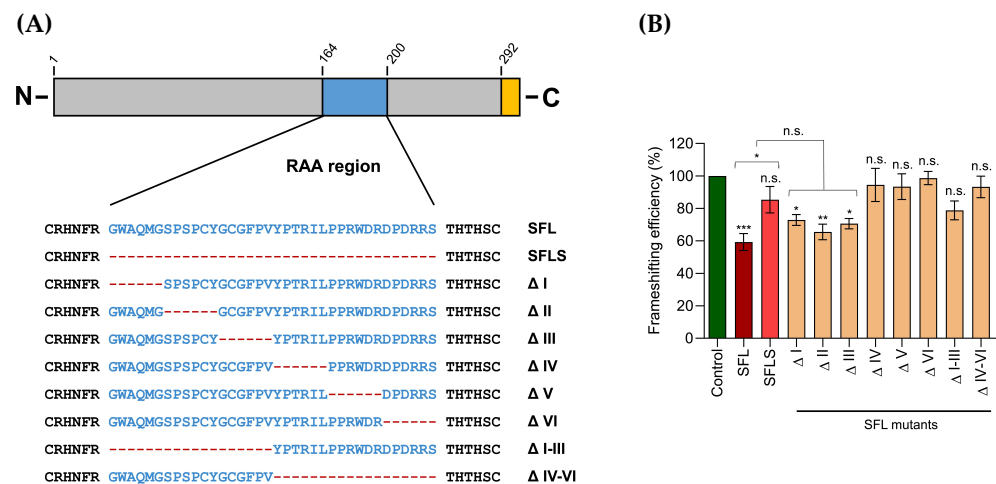 (A)
1 164 200 292
N C
RAA region
CRHNFR GWAQMGSPSPCYGCGFPVYPTRILPPRWDRDPDRRS THTHSC SFL
CRHNFR ------------------------------------ THTHSC SFLS
CRHNFR ------SPSPCYGCGFPVYPTRILPPRWDRDPDRRS THTHSC Δ I
CRHNFR GWAQMG------GCGFPVYPTRILPPRWDRDPDRRS THTHSC Δ II
CRHNFR GWAQMGSPSPCY------YPTRILPPRWDRDPDRRS THTHSC Δ III
CRHNFR GWAQMGSPSPCYGCGFPV------PPRWDRDPDRRS THTHSC Δ IV
CRHNFR GWAQMGSPSPCYGCGFPVYPTRIL------DPDRRS THTHSC Δ V
CRHNFR GWAQMGSPSPCYGCGFPVYPTRILPPRWDR------ THTHSC Δ VI
CRHNFR ------------------YPTRILPPRWDRDPDRRS THTHSC Δ I-III
CRHNFR GWAQMGSPSPCYGCGFPV------------------ THTHSC Δ IV-VI
(B)
Frameshifting eficiency (%)
120
100
80
60
40
20
0
n.s.
*
*** n.s. * ** * n.s. n.s. n.s. n.s. n.s.
Control SFL SFLS Δ I Δ II Δ III Δ IV Δ V Δ VI Δ I-III Δ IV-VI
SFL mutants